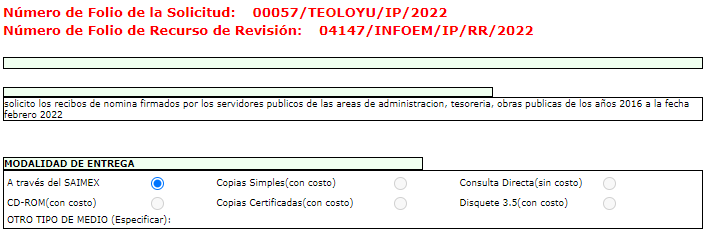 Número de Folio de la Solicitud: 00057/TEOLOYU/IP/2022
Número de Folio de Recurso de Revisión: 04147/INFOEM/IP/RR/2022
solicito los recibos de nomina firmados por los servidores publicos de las areas de administracion, tesoreria, obras publicas de los años 2016 a la fecha
febrero 2022
MODALIDAD DE ENTREGA
A través del SAIMEX Copias Simples(con costo) Consulta Directa(sin costo)
CD-ROM(con costo) Copias Certificadas(con costo) Disquete 3.5(con costo)
OTRO TIPO DE MEDIO (Especificar):